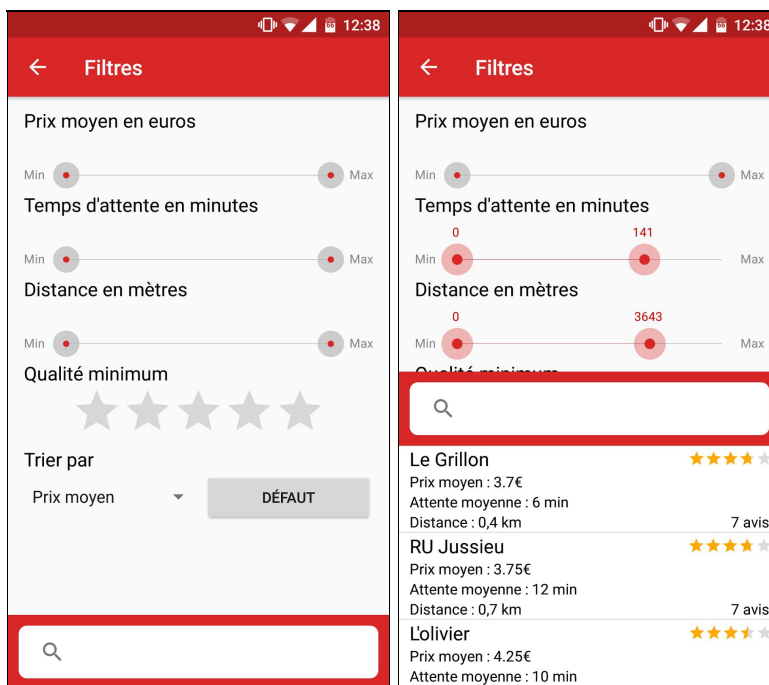 12:38
Filtres
Prix moyen en euros
Min Max
Temps d'attente en minutes
Min Max
Distance en mètres
Min Max
Qualité minimum
Trier par
Prix moyen DÉFAUT
12:38
Filtres
Prix moyen en euros
Min Max
Temps d'attente en minutes
0 141
Min Max
Distance en mètres
0 3643
Min Max
Qualité minimum
Le Grillon
Prix moyen : 3.7€
Attente moyenne : 6 min
Distance : 0,4 km 7 avis
RU Jussieu
Prix moyen : 3.75€
Attente moyenne : 12 min
Distance : 0,7 km 7 avis
L'olivier
Prix moyen : 4.25€
Attente moyenne : 10 min